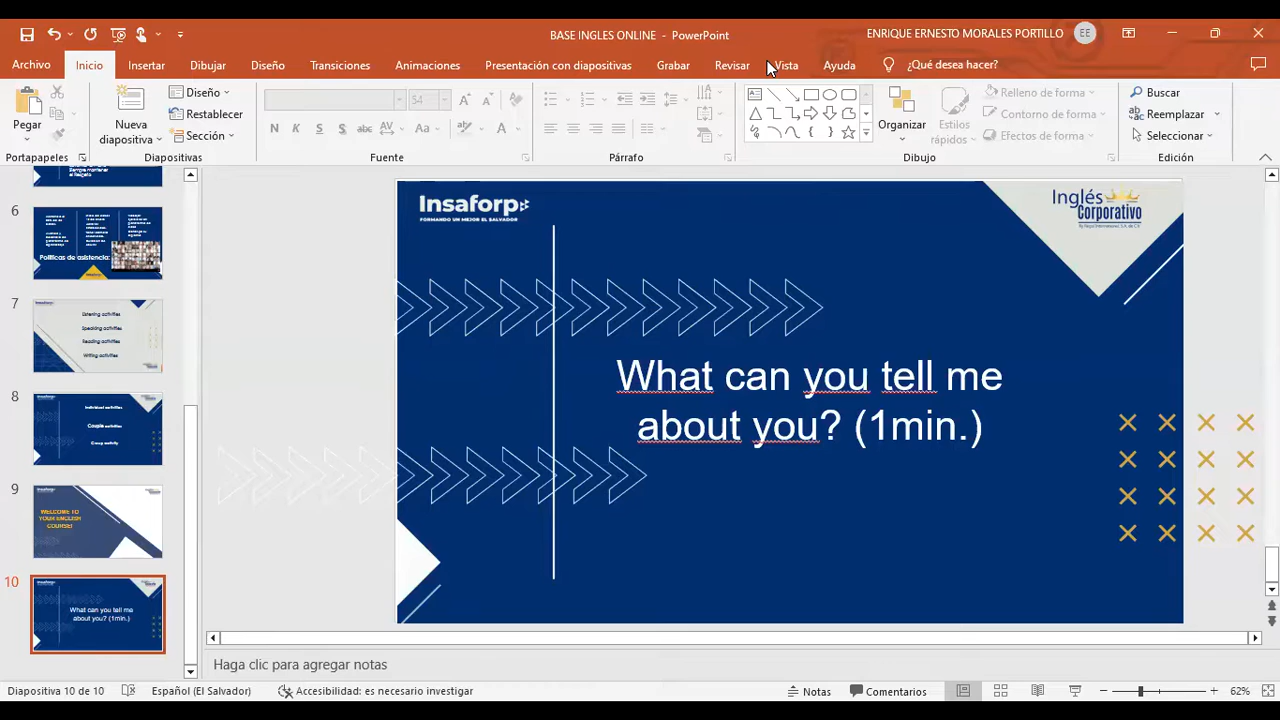 BASE INGLES ONLINE - PowerPoint
ENRIQUE ERNESTO MORALES PORTILLO
EE
Archivo
Inicio
Insertar
Dibujar
Diseño
Transiciones
Animaciones
Presentación con diapositivas
Grabar
Revisar
Vista
Ayuda
¿Qué desea hacer?
Pegar
Portapapeles
Nueva
diapositiva
Diseño
Restablecer
Sección
Diapositivas
54
N K S S
Aa
A
Fuente
Párrafo
Organizar
Estilos
rápidos
Relleno de forma
Contorno de forma
Efectos de forma
Dibujo
Buscar
Reemplazar
Seleccionar
Edición
6
Políticas de asistencia:
7
Listening activities
Speaking activities
Reading activities
Writing activities
8
Individual activities
Couple activities
Group activity
9
WELCOME TO
YOUR ENGLISH
COURSE!
10
What can you tell me
about you? (1min.)
Insaforp
FORMANDO UN MEJOR EL SALVADOR
Inglés
Corporativo
What can you tell me
about you? (1min.)
Haga clic para agregar notas
Diapositiva 10 de 10
Español (El Salvador)
Accesibilidad: es necesario investigar
Notas
Comentarios
62%